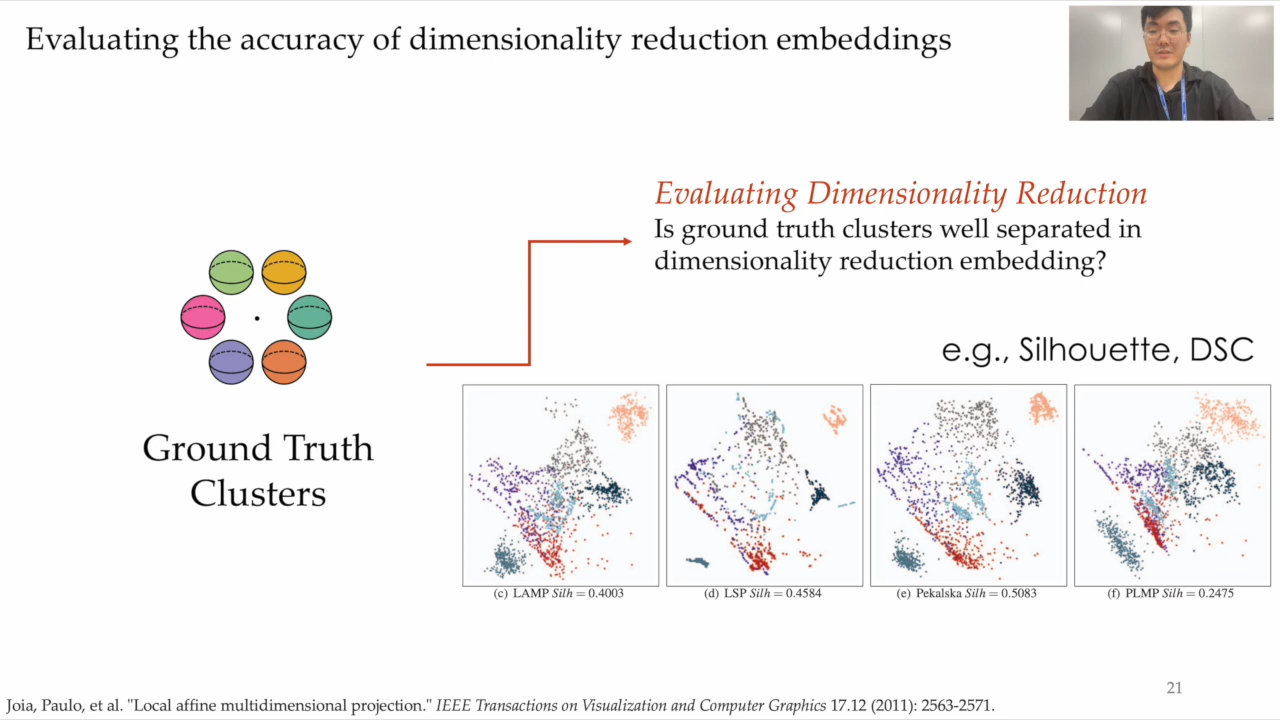 Evaluating the accuracy of dimensionality reduction embeddings
Evaluating Dimensionality Reduction
Is ground truth clusters well separated in
dimensionality reduction embedding?
e.g., Silhouette, DSC
Ground Truth
Clusters
(c) LAMP Silh = 0.4003
(d) LSP Silh = 0.4584
(e) Pekalska Silh = 0.5083
(f) PLMP Silh = 0.2475
21
Joia, Paulo, et al. "Local affine multidimensional projection." IEEE Transactions on Visualization and Computer Graphics 17.12 (2011): 2563-2571.